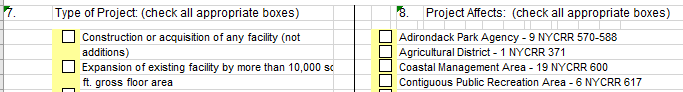 7. Type of Project: (check all appropriate boxes)
Construction or acquisition of any facility (not
additions)
Expansion of existing facility by more than 10,000 sq
ft. gross floor area
8. Project Affects: (check all appropriate boxes)
Adirondack Park Agency - 9 NYCRR 570-588
Agricultural District - 1 NYCRR 371
Coastal Management Area - 19 NYCRR 600
Contiguous Public Recreation Area - 6 NYCRR 617